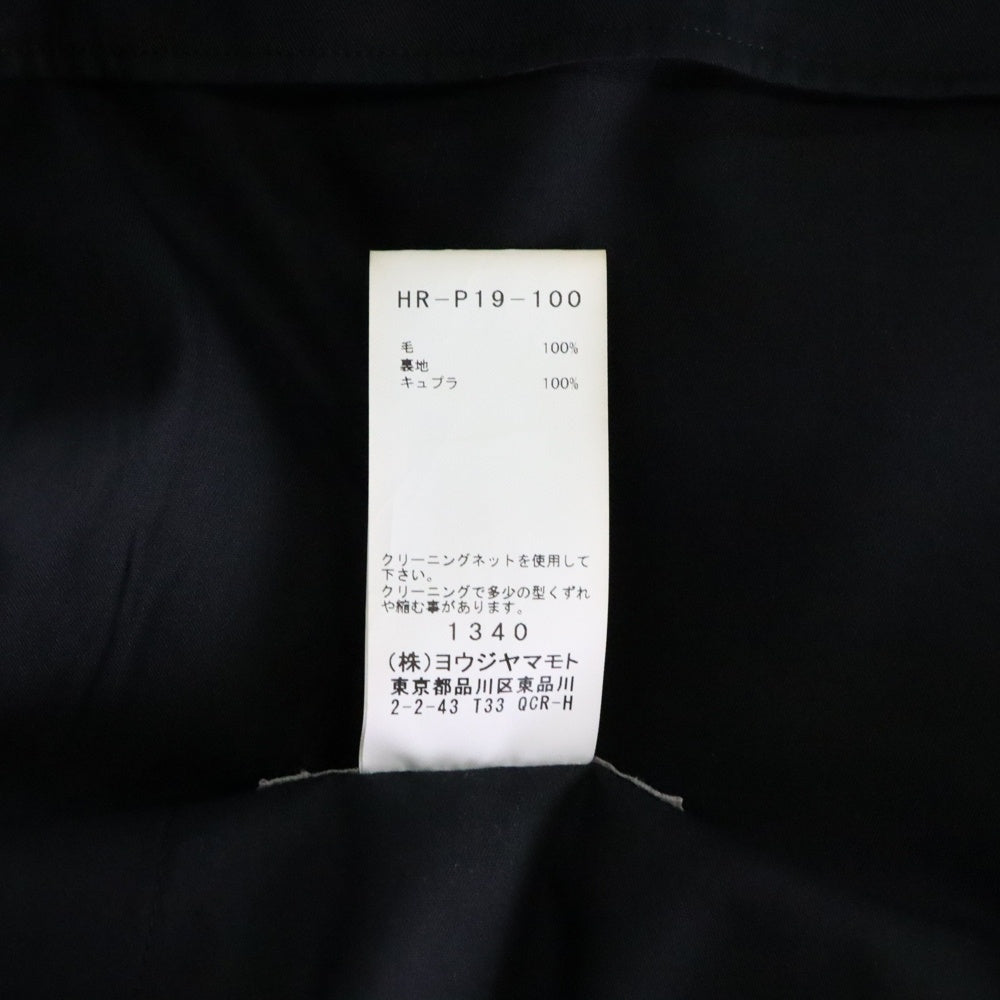 HR-P19-100
毛 100%
裏地
キュプラ 100%
クリーニングネットを使用して
下さい。
クリーニングで多少の型くずれ
や縮む事があります。
1340
(株)ヨウジヤマモト
東京都品川区東品川
2-2-43 T33 QCR-H